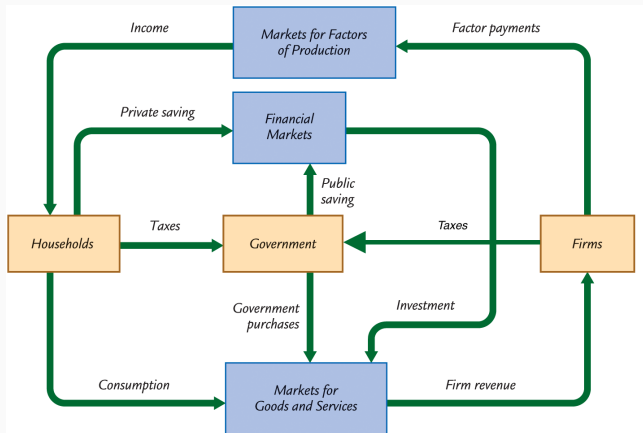 Income
Markets for Factors
of Production
Factor payments
Private saving
Financial
Markets
Public
saving
Households
Taxes
Government
Taxes
Firms
Government
purchases
Investment
Consumption
Markets for
Goods and Services
Firm revenue